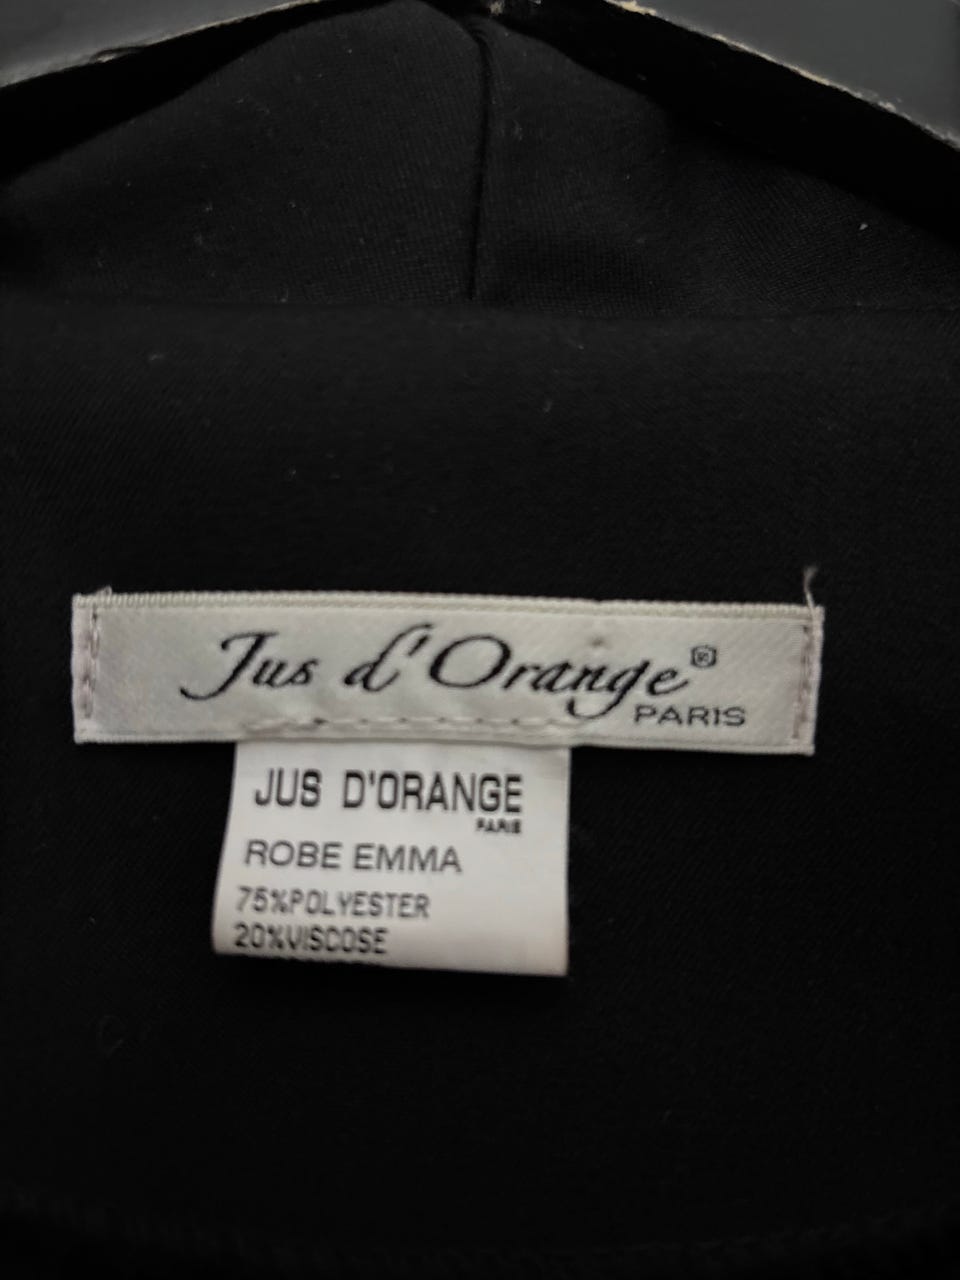 Jus d'Orange
PARIS
JUS D'ORANGE
PARIS
ROBE EMMA
75%POLYESTER
20%VISCOSE